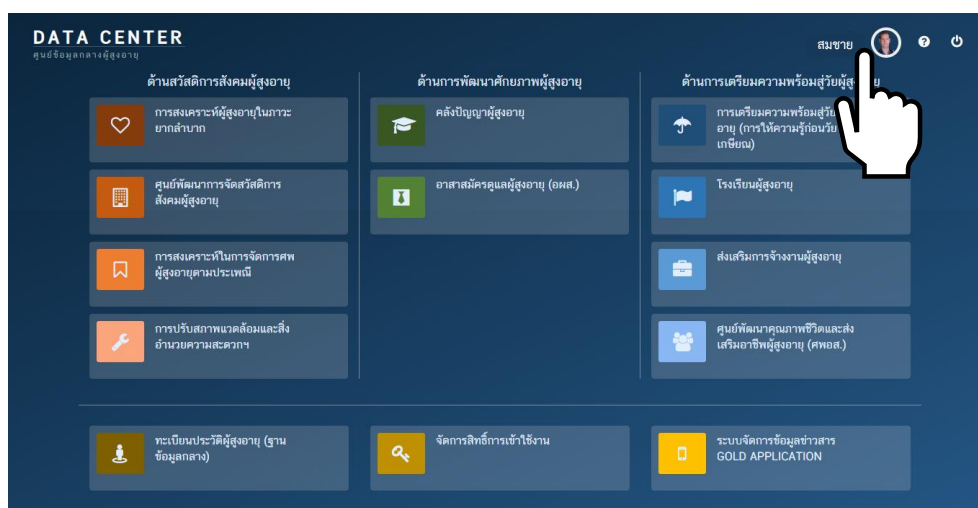 DATA CENTER
ศูนย์ข้อมูลกลางผู้สูงอายุ
สมชาย
ด้านสวัสดิการสังคมผู้สูงอายุ
การสงเคราะห์ผู้สูงอายุในภาวะ
ยากลำบาก
ศูนย์พัฒนาการจัดสวัสดิการ
สังคมผู้สูงอายุ
การสงเคราะห์ในการจัดการศพ
ผู้สูงอายุตามประเพณี
การปรับสภาพแวดล้อมและสิ่ง
อำนวยความสะดวกฯ
ด้านการพัฒนาศักยภาพผู้สูงอายุ
คลังปัญญาผู้สูงอายุ
อาสาสมัครดูแลผู้สูงอายุ (อผส.)
ด้านการเตรียมความพร้อมสู่วัยผู้สูง
การเตรียมความพร้อมสู่วัย
อายุ (การให้ความรู้ก่อนวัย
เกษียณ)
โรงเรียนผู้สูงอายุ
ส่งเสริมการจ้างงานผู้สูงอายุ
ศูนย์พัฒนาคุณภาพชีวิตและส่ง
เสริมอาชีพผู้สูงอายุ (ศพอส.)
ทะเบียนประวัติผู้สูงอายุ (ฐาน
ข้อมูลกลาง)
จัดการสิทธิ์การเข้าใช้งาน
ระบบจัดการข้อมูลข่าวสาร
GOLD APPLICATION